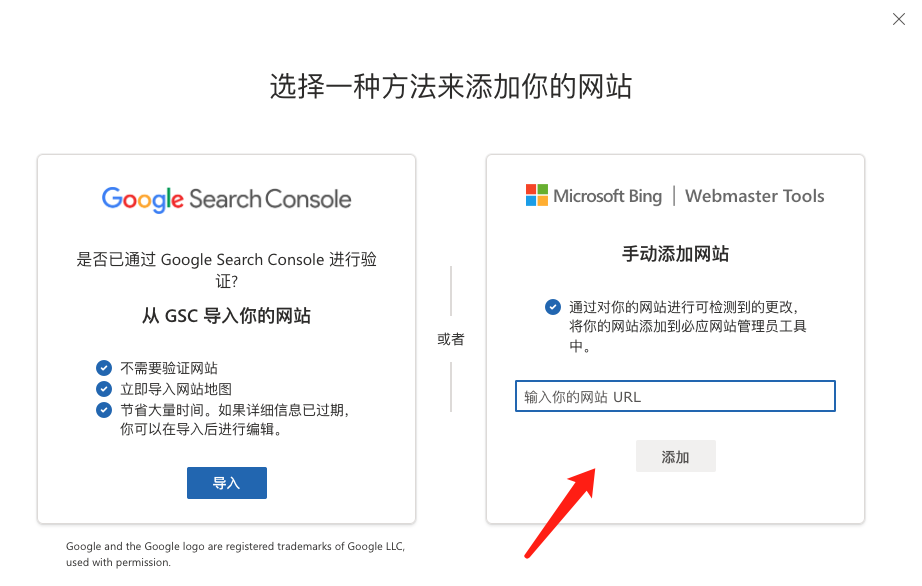 选择一种方法来添加你的网站
Google Search Console
是否已通过 Google Search Console 进行验
证?
从 GSC 导入你的网站
不需要验证网站
立即导入网站地图
节省大量时间。如果详细信息已过期，
你可以在导入后进行编辑。
导入
Google and the Google logo are registered trademarks of Google LLC,
used with permission.
或者
Microsoft Bing | Webmaster Tools
手动添加网站
通过对你的网站进行可检测到的更改，
将你的网站添加到必应网站管理员工具
中。
输入你的网站 URL
添加